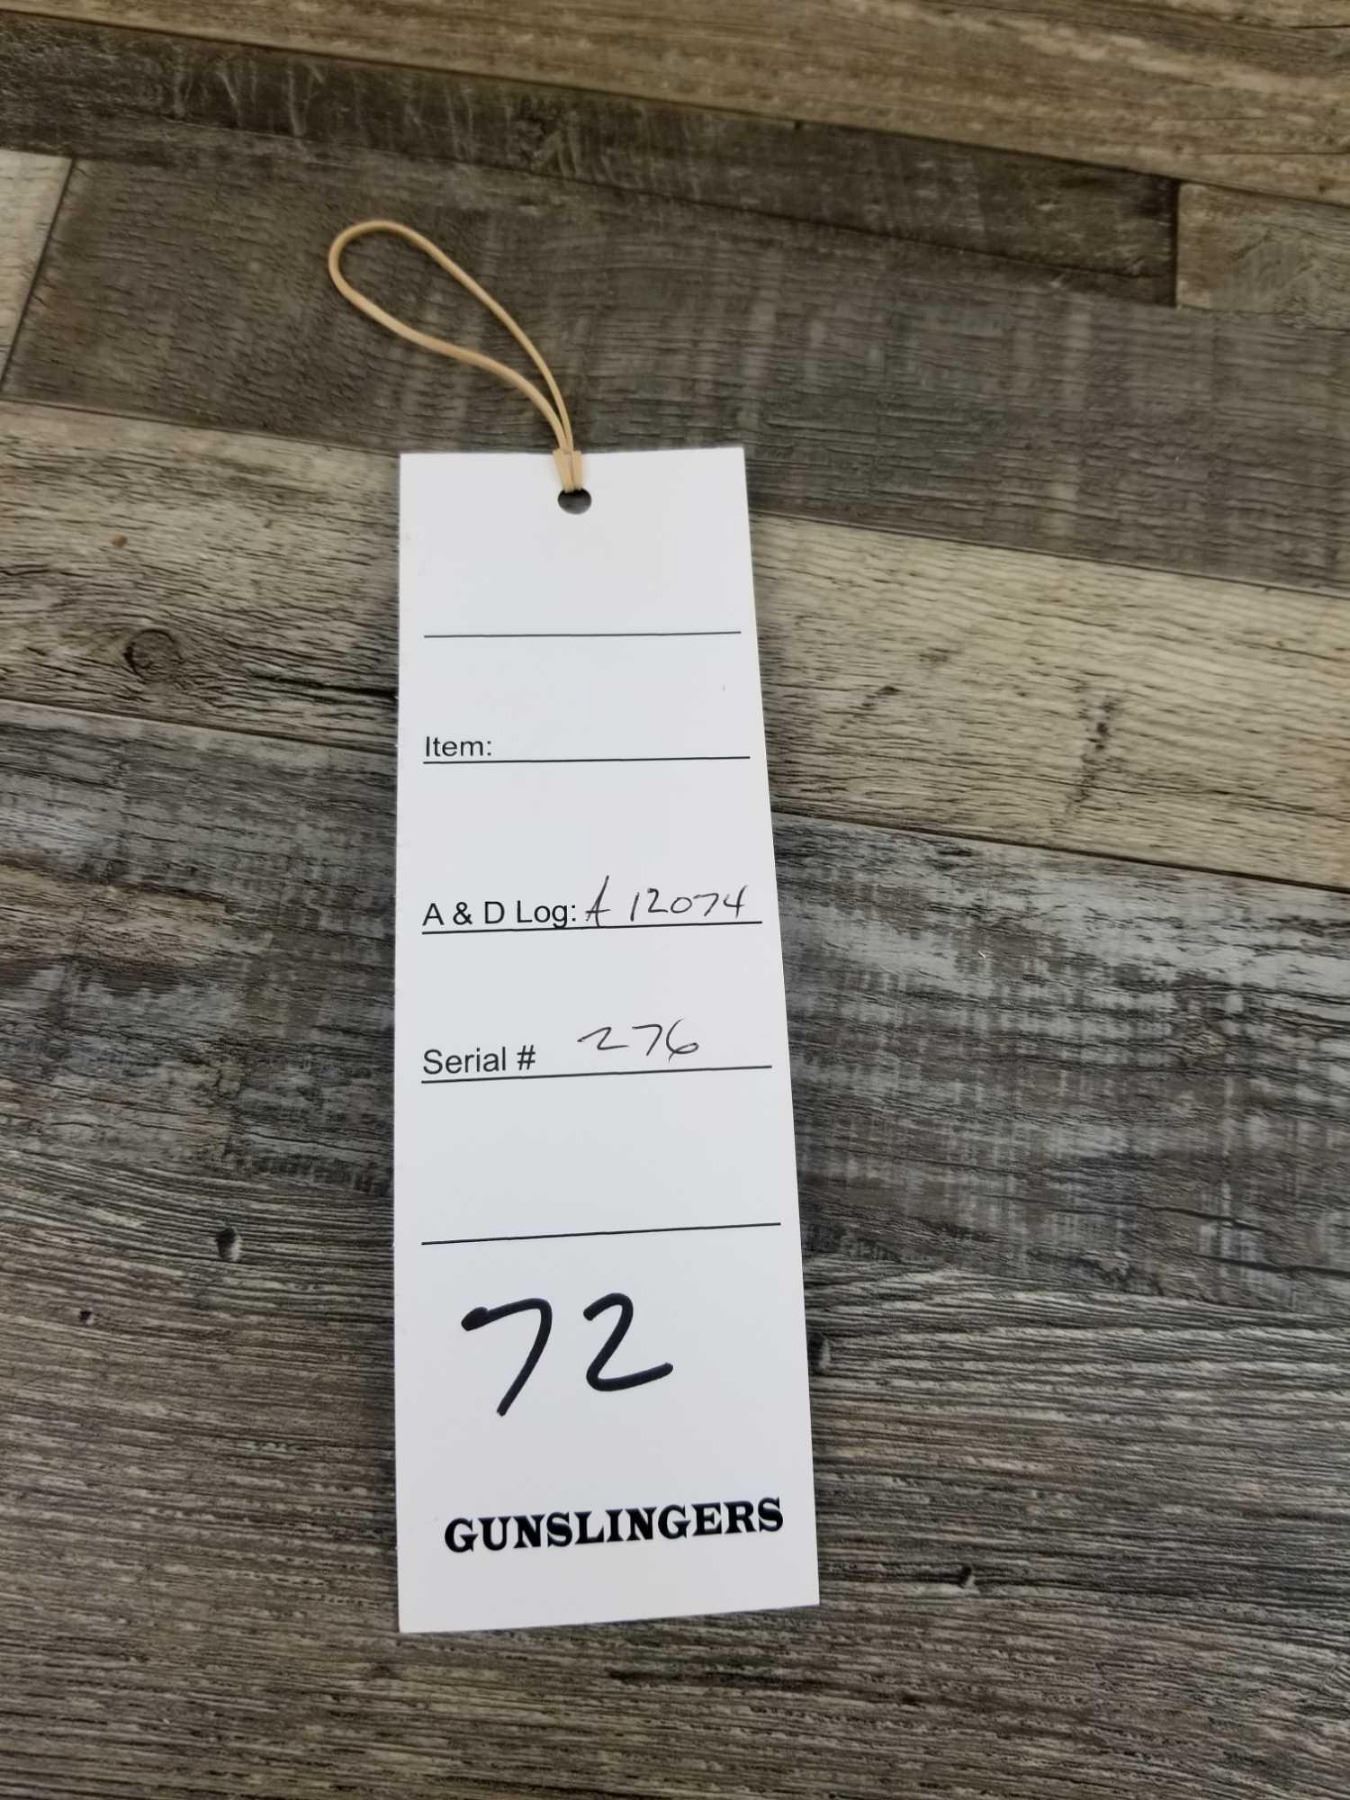 Item:
A & D Log: A 12074
Serial # 276
72
GUNSLINGERS